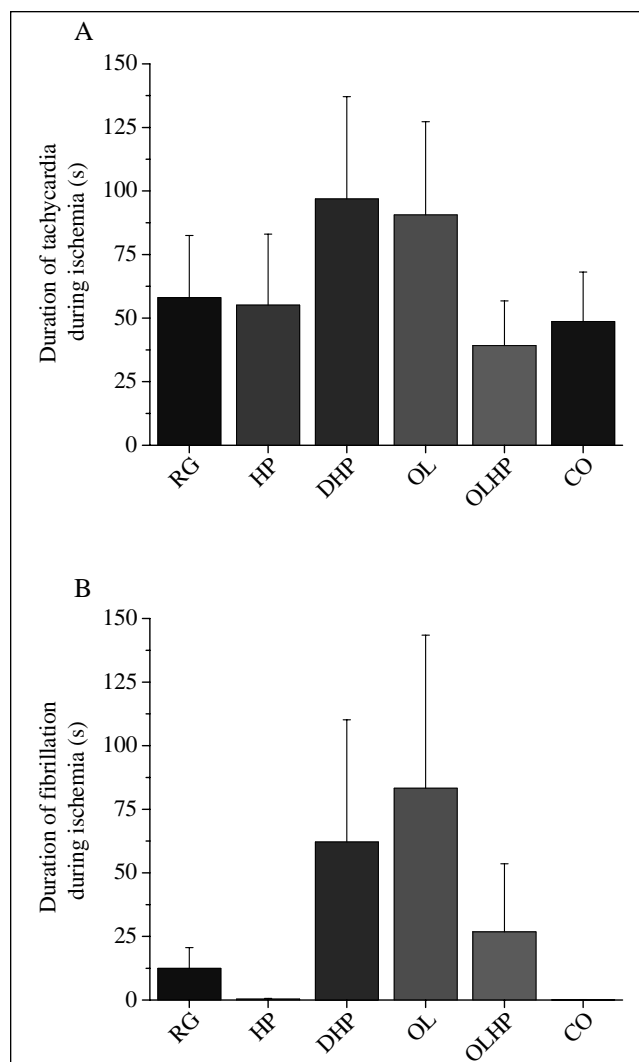 A
150
125
100
75
50
25
0
Duration of tachycardia
during ischemia (s)
RG HP DHP OL OLHP CO
B
150
125
100
75
50
25
0
Duration of fibrillation
during ischemia (s)
RG HP DHP OL OLHP CO